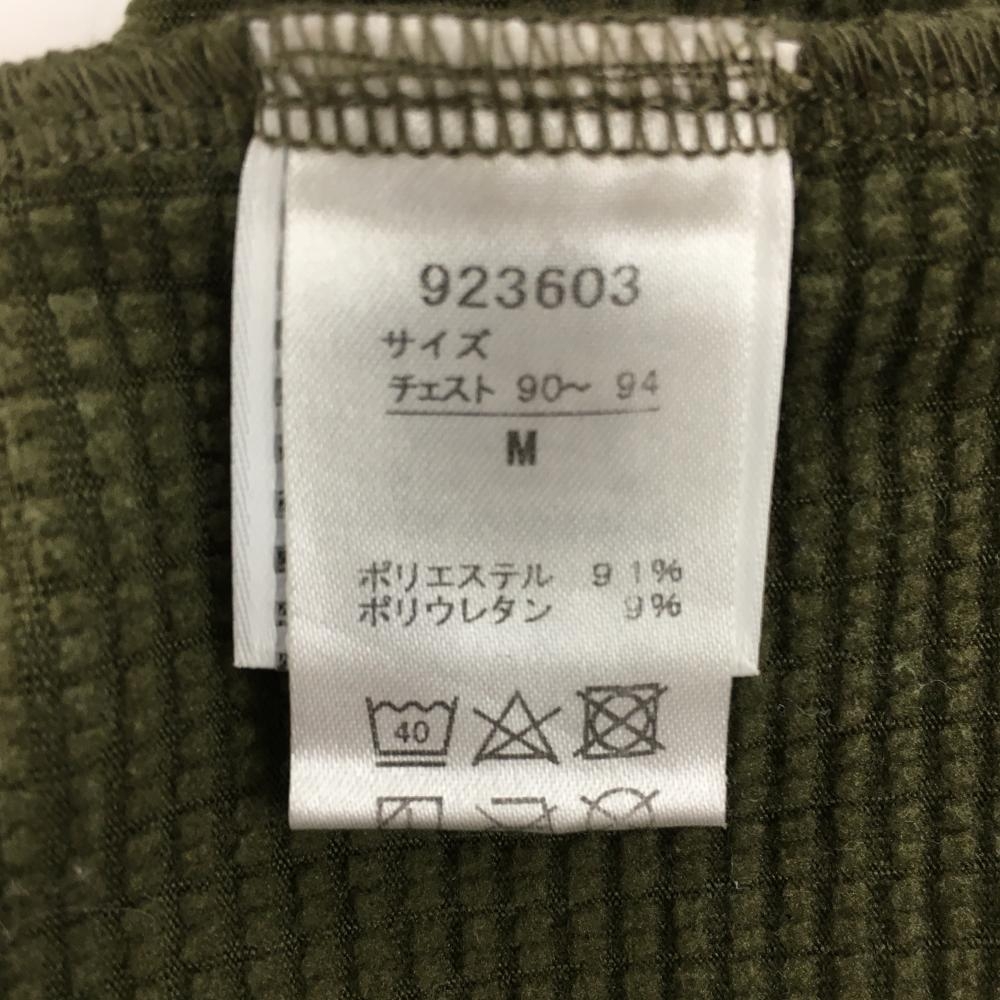 923603
サイズ
チェスト 90〜 94
M
ポリエステル 91%
ポリウレタン 9%
40